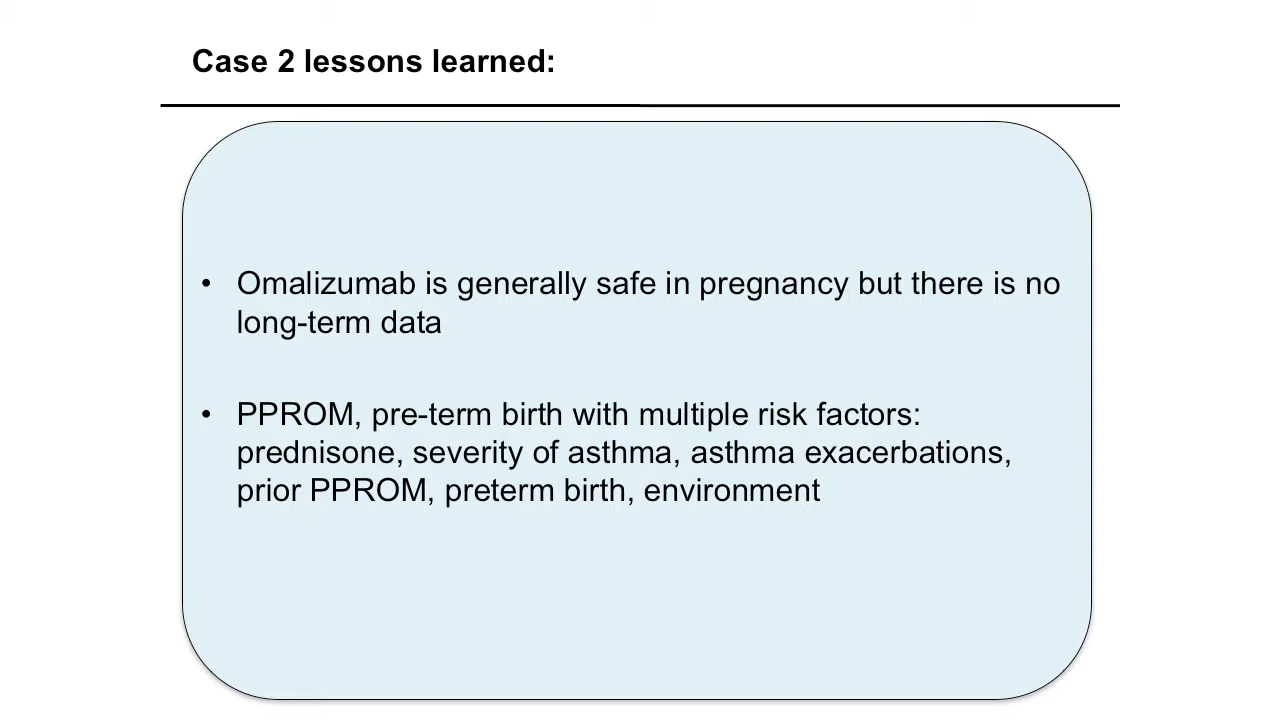 Case 2 lessons learned:
• Omalizumab is generally safe in pregnancy but there is no
long-term data
• PPROM, pre-term birth with multiple risk factors:
prednisone, severity of asthma, asthma exacerbations,
prior PPROM, preterm birth, environment